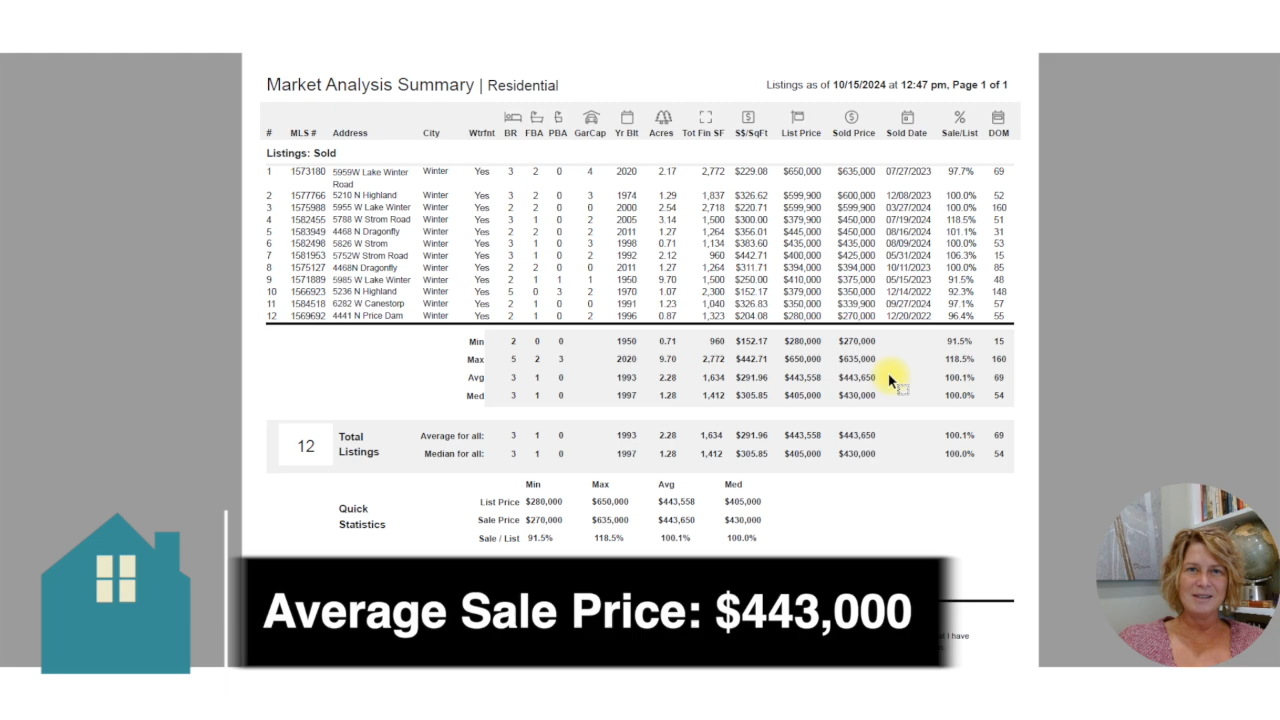 Market Analysis Summary | Residential
Listings as of 10/15/2024 at 12:47 pm, Page 1 of 1
# MLS # Address City Wtrfnt BR FBA PBA GarCap Yr Blt Acres Tot Fin SF S$/SqFt List Price Sold Price Sold Date Sale/List DOM
Listings: Sold
1 1573180 5959W Lake Winter Road Winter Yes 3 2 0 4 2020 2.17 2,772 $229.08 $650,000 $635,000 07/27/2023 97.7% 69
2 1577766 5210 N Highland Winter Yes 3 2 0 3 1974 1.29 1,837 $326.62 $599,900 $600,000 12/08/2023 100.0% 52
3 1575988 5955 W Lake Winter Winter Yes 2 2 0 0 2000 2.54 2,718 $220.71 $599,900 $599,900 03/27/2024 100.0% 160
4 1582455 5788 W Strom Road Winter Yes 3 1 0 2 2005 3.14 1,500 $300.00 $379,900 $450,000 07/19/2024 118.5% 51
5 1583949 4468 N Dragonfly Winter Yes 2 2 0 2 2011 1.27 1,264 $356.01 $445,000 $450,000 08/16/2024 101.1% 31
6 1582498 5826 W Strom Winter Yes 3 1 0 3 1998 0.71 1,134 $383.60 $435,000 $435,000 08/09/2024 100.0% 53
7 1581953 5752W Strom Road Winter Yes 3 1 0 2 1992 2.12 960 $442.71 $400,000 $425,000 05/31/2024 106.3% 15
8 1575127 4468N Dragonfly Winter Yes 2 2 0 0 2011 1.27 1,264 $311.71 $394,000 $394,000 10/11/2023 100.0% 85
9 1571889 5985 W Lake Winter Winter Yes 2 1 1 1 1950 9.70 1,500 $250.00 $410,000 $375,000 05/15/2023 91.5% 48
10 1566923 5236 N Highland Winter Yes 5 0 3 2 1970 1.07 2,300 $152.17 $379,000 $350,000 12/14/2022 92.3% 148
11 1584518 6282 W Canestorp Winter Yes 2 1 0 0 1991 1.23 1,040 $326.83 $350,000 $339,900 09/27/2024 97.1% 57
12 1569692 4441 N Price Dam Winter Yes 2 1 0 2 1996 0.87 1,323 $204.08 $280,000 $270,000 12/20/2022 96.4% 55
Min 2 0 0 1950 0.71 960 $152.17 $280,000 $270,000 91.5% 15
Max 5 2 3 2020 9.70 2,772 $442.71 $650,000 $635,000 118.5% 160
Avg 3 1 0 1993 2.28 1,634 $291.96 $443,558 $443,650 100.1% 69
Med 3 1 0 1997 1.28 1,412 $305.85 $405,000 $430,000 100.0% 54
12 Total Listings
Average for all: 3 1 0 1993 2.28 1,634 $291.96 $443,558 $443,650 100.1% 69
Median for all: 3 1 0 1997 1.28 1,412 $305.85 $405,000 $430,000 100.0% 54
Quick Statistics
Min Max Avg Med
List Price $280,000 $650,000 $443,558 $405,000
Sale Price $270,000 $635,000 $443,650 $430,000
Sale / List 91.5% 118.5% 100.1% 100.0%
Average Sale Price: $443,000
I have